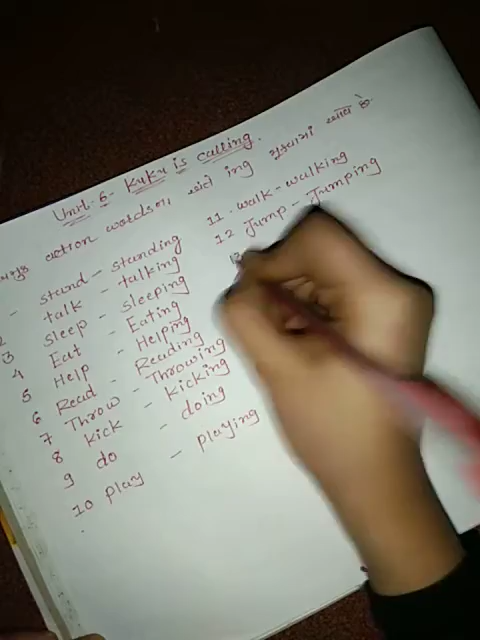 Unit:6- Kuku is calling.
action words ing
- stand - standing
talk - talking
3 sleep - sleeping
4 Eat - Eating
5 Help - Helping
6 Read - Reading
7 Throw - Throwing
8 kick - kicking
9 do - doing
10 play - playing
11. walk - walking
12 Jump - Jumping